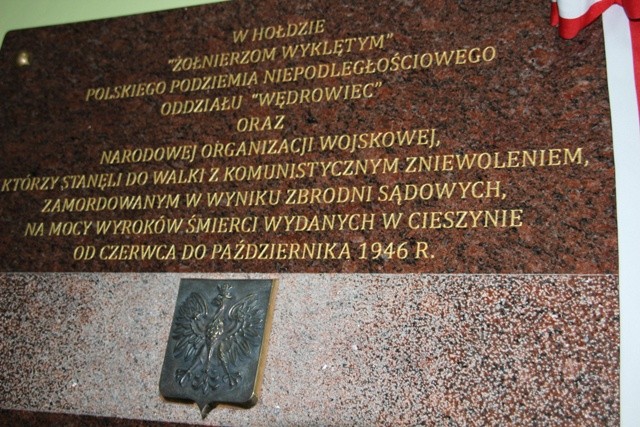 W HOŁDZIE
"ŻOŁNIERZOM WYKLĘTYM"
POLSKIEGO PODZIEMIA NIEPODLEGŁOŚCIOWEGO
ODDZIAŁU "WĘDROWIEC"
ORAZ
NARODOWEJ ORGANIZACJI WOJSKOWEJ,
KTÓRZY STANĘLI DO WALKI Z KOMUNISTYCZNYM ZNIEWOLENIEM,
ZAMORDOWANYM W WYNIKU ZBRODNI SĄDOWYCH,
NA MOCY WYROKÓW ŚMIERCI WYDANYCH W CIESZYNIE
OD CZERWCA DO PAŹDZIERNIKA 1946 R.